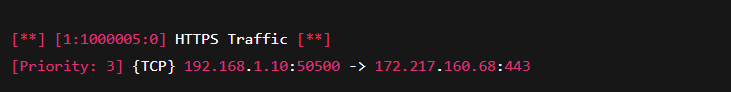 [**] [1:1000005:0] HTTPS Traffic [**]
[Priority: 3] {TCP} 192.168.1.10:50500 -> 172.217.160.68:443